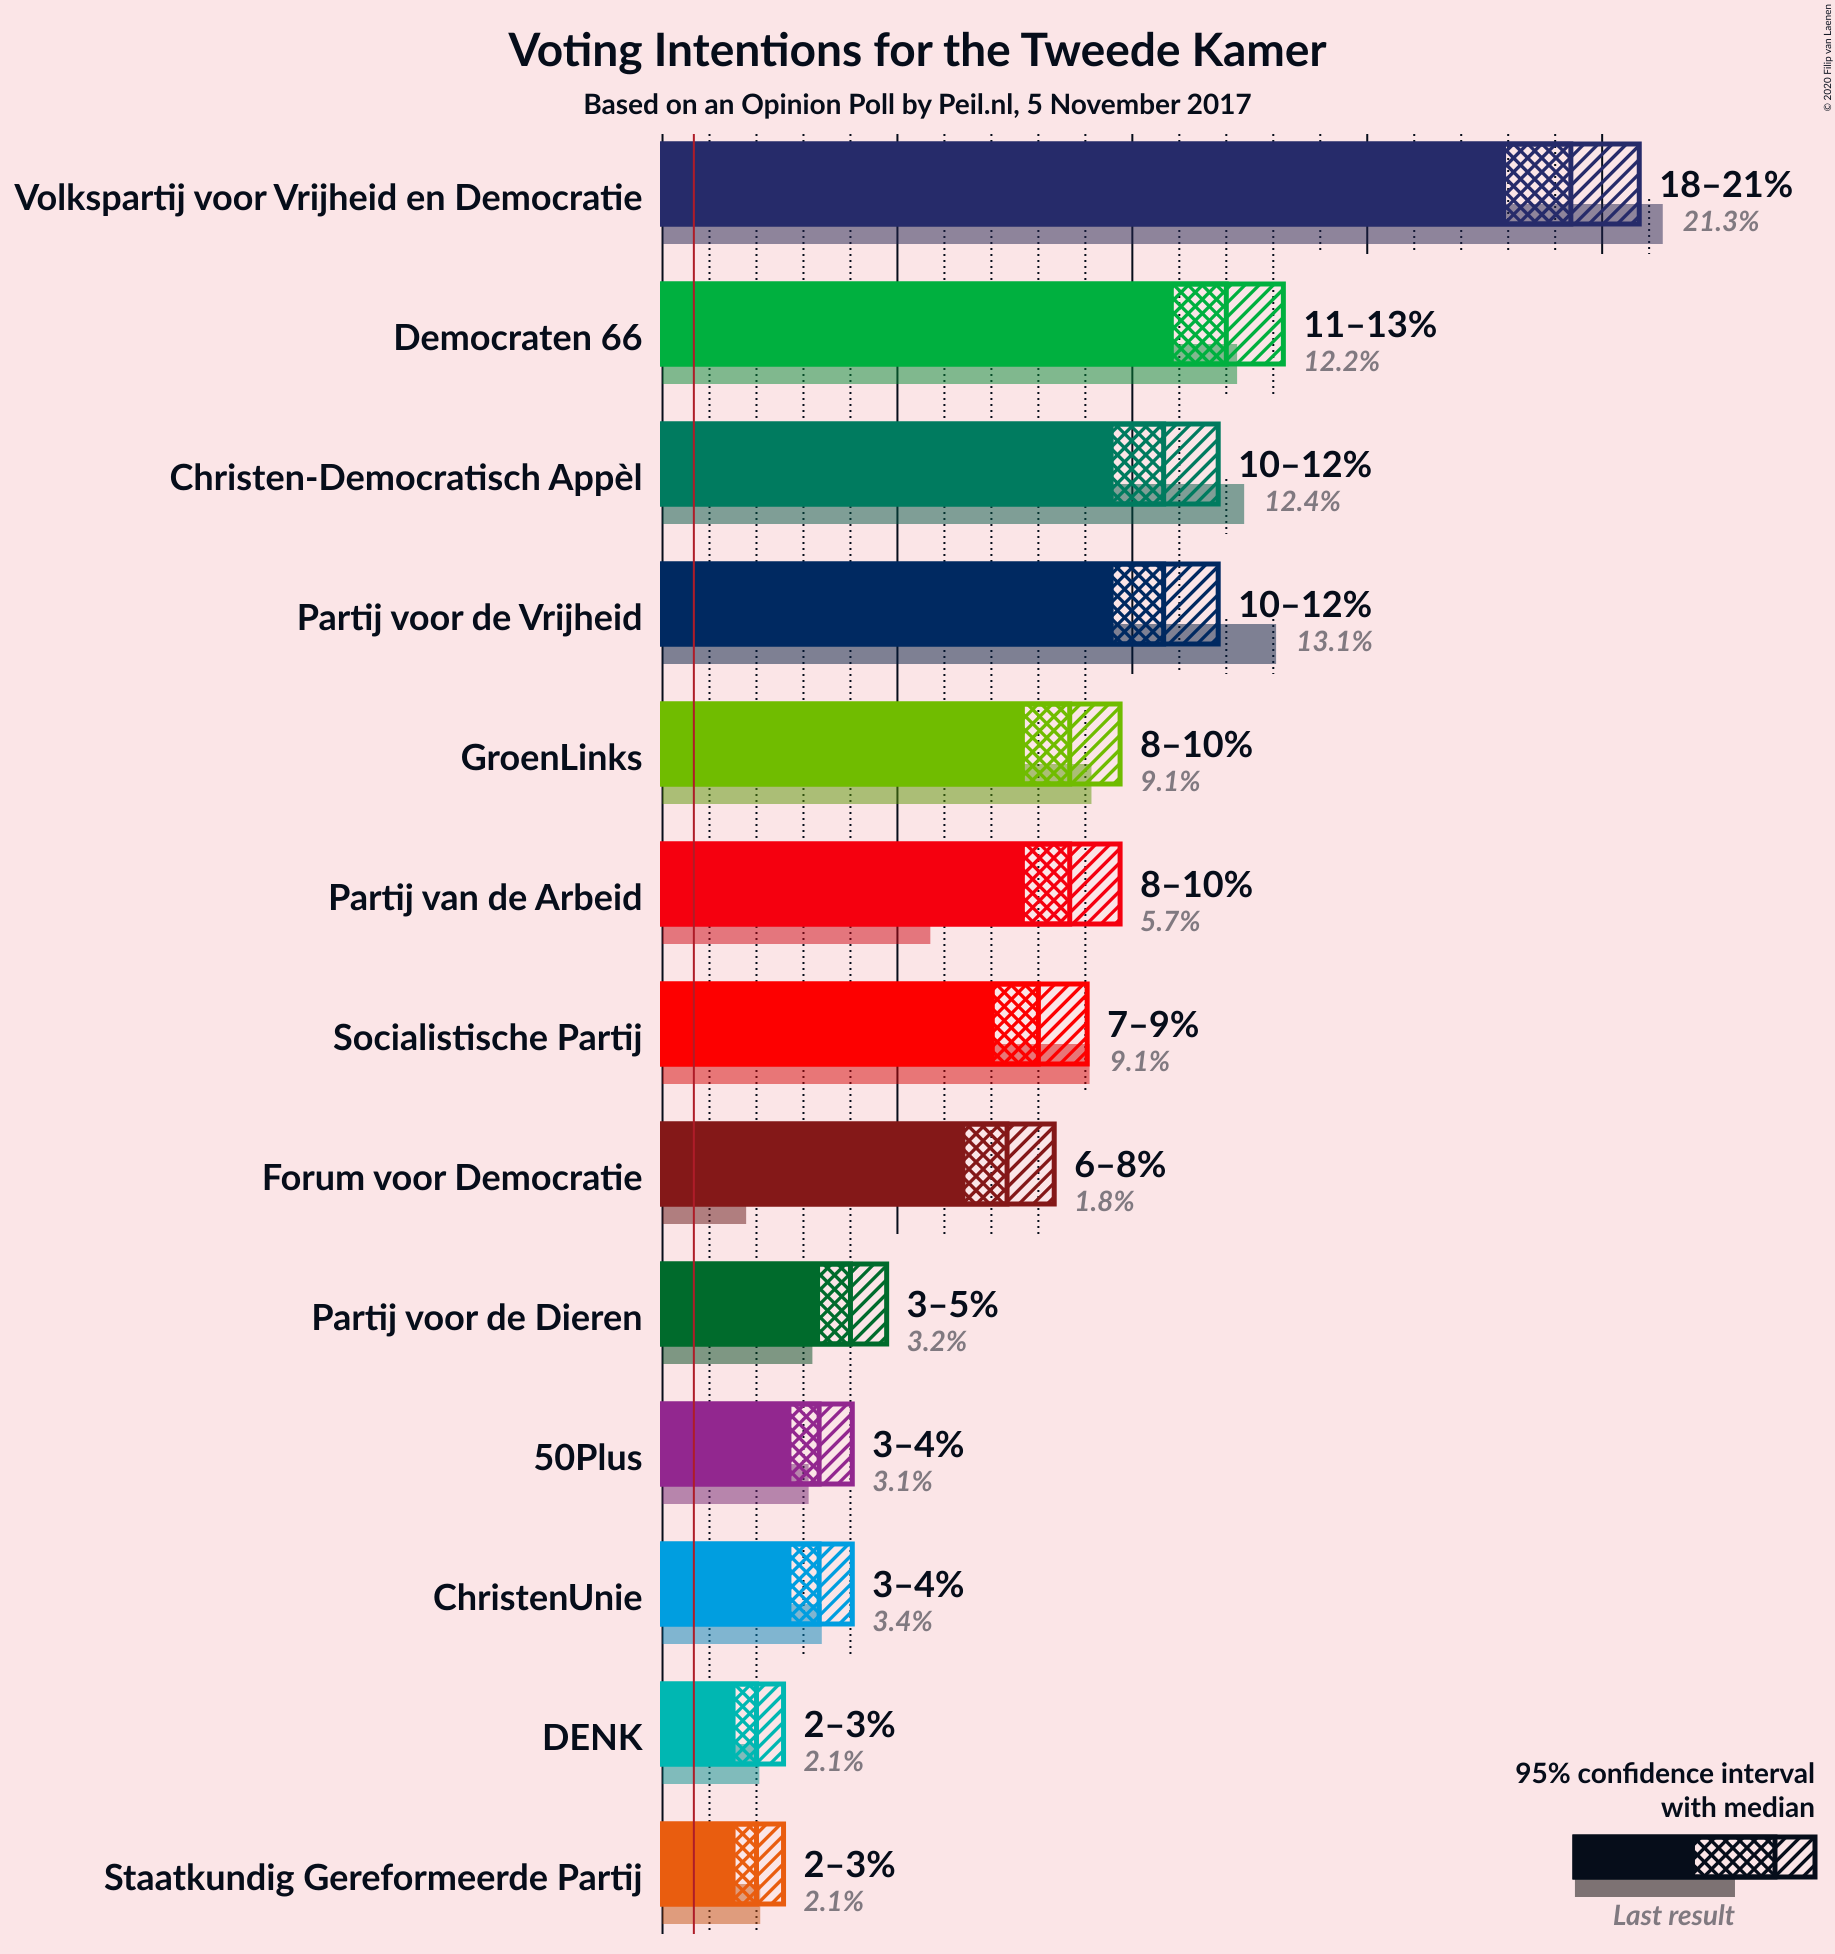 Voting Intentions for the Tweede Kamer
Based on an Opinion Poll by Peil.nl, 5 November 2017
© 2020 Filip van Laenen
Volkspartij voor Vrijheid en Democratie
18–21%
21.3%
Democraten 66
11–13%
12.2%
Christen-Democratisch Appèl
10–12%
12.4%
Partij voor de Vrijheid
10–12%
13.1%
GroenLinks
8–10%
9.1%
Partij van de Arbeid
8–10%
5.7%
Socialistische Partij
7–9%
9.1%
Forum voor Democratie
6–8%
1.8%
Partij voor de Dieren
3–5%
3.2%
50Plus
3–4%
3.1%
ChristenUnie
3–4%
3.4%
DENK
2–3%
2.1%
Staatkundig Gereformeerde Partij
2–3%
2.1%
95% confidence interval
with median
Last result